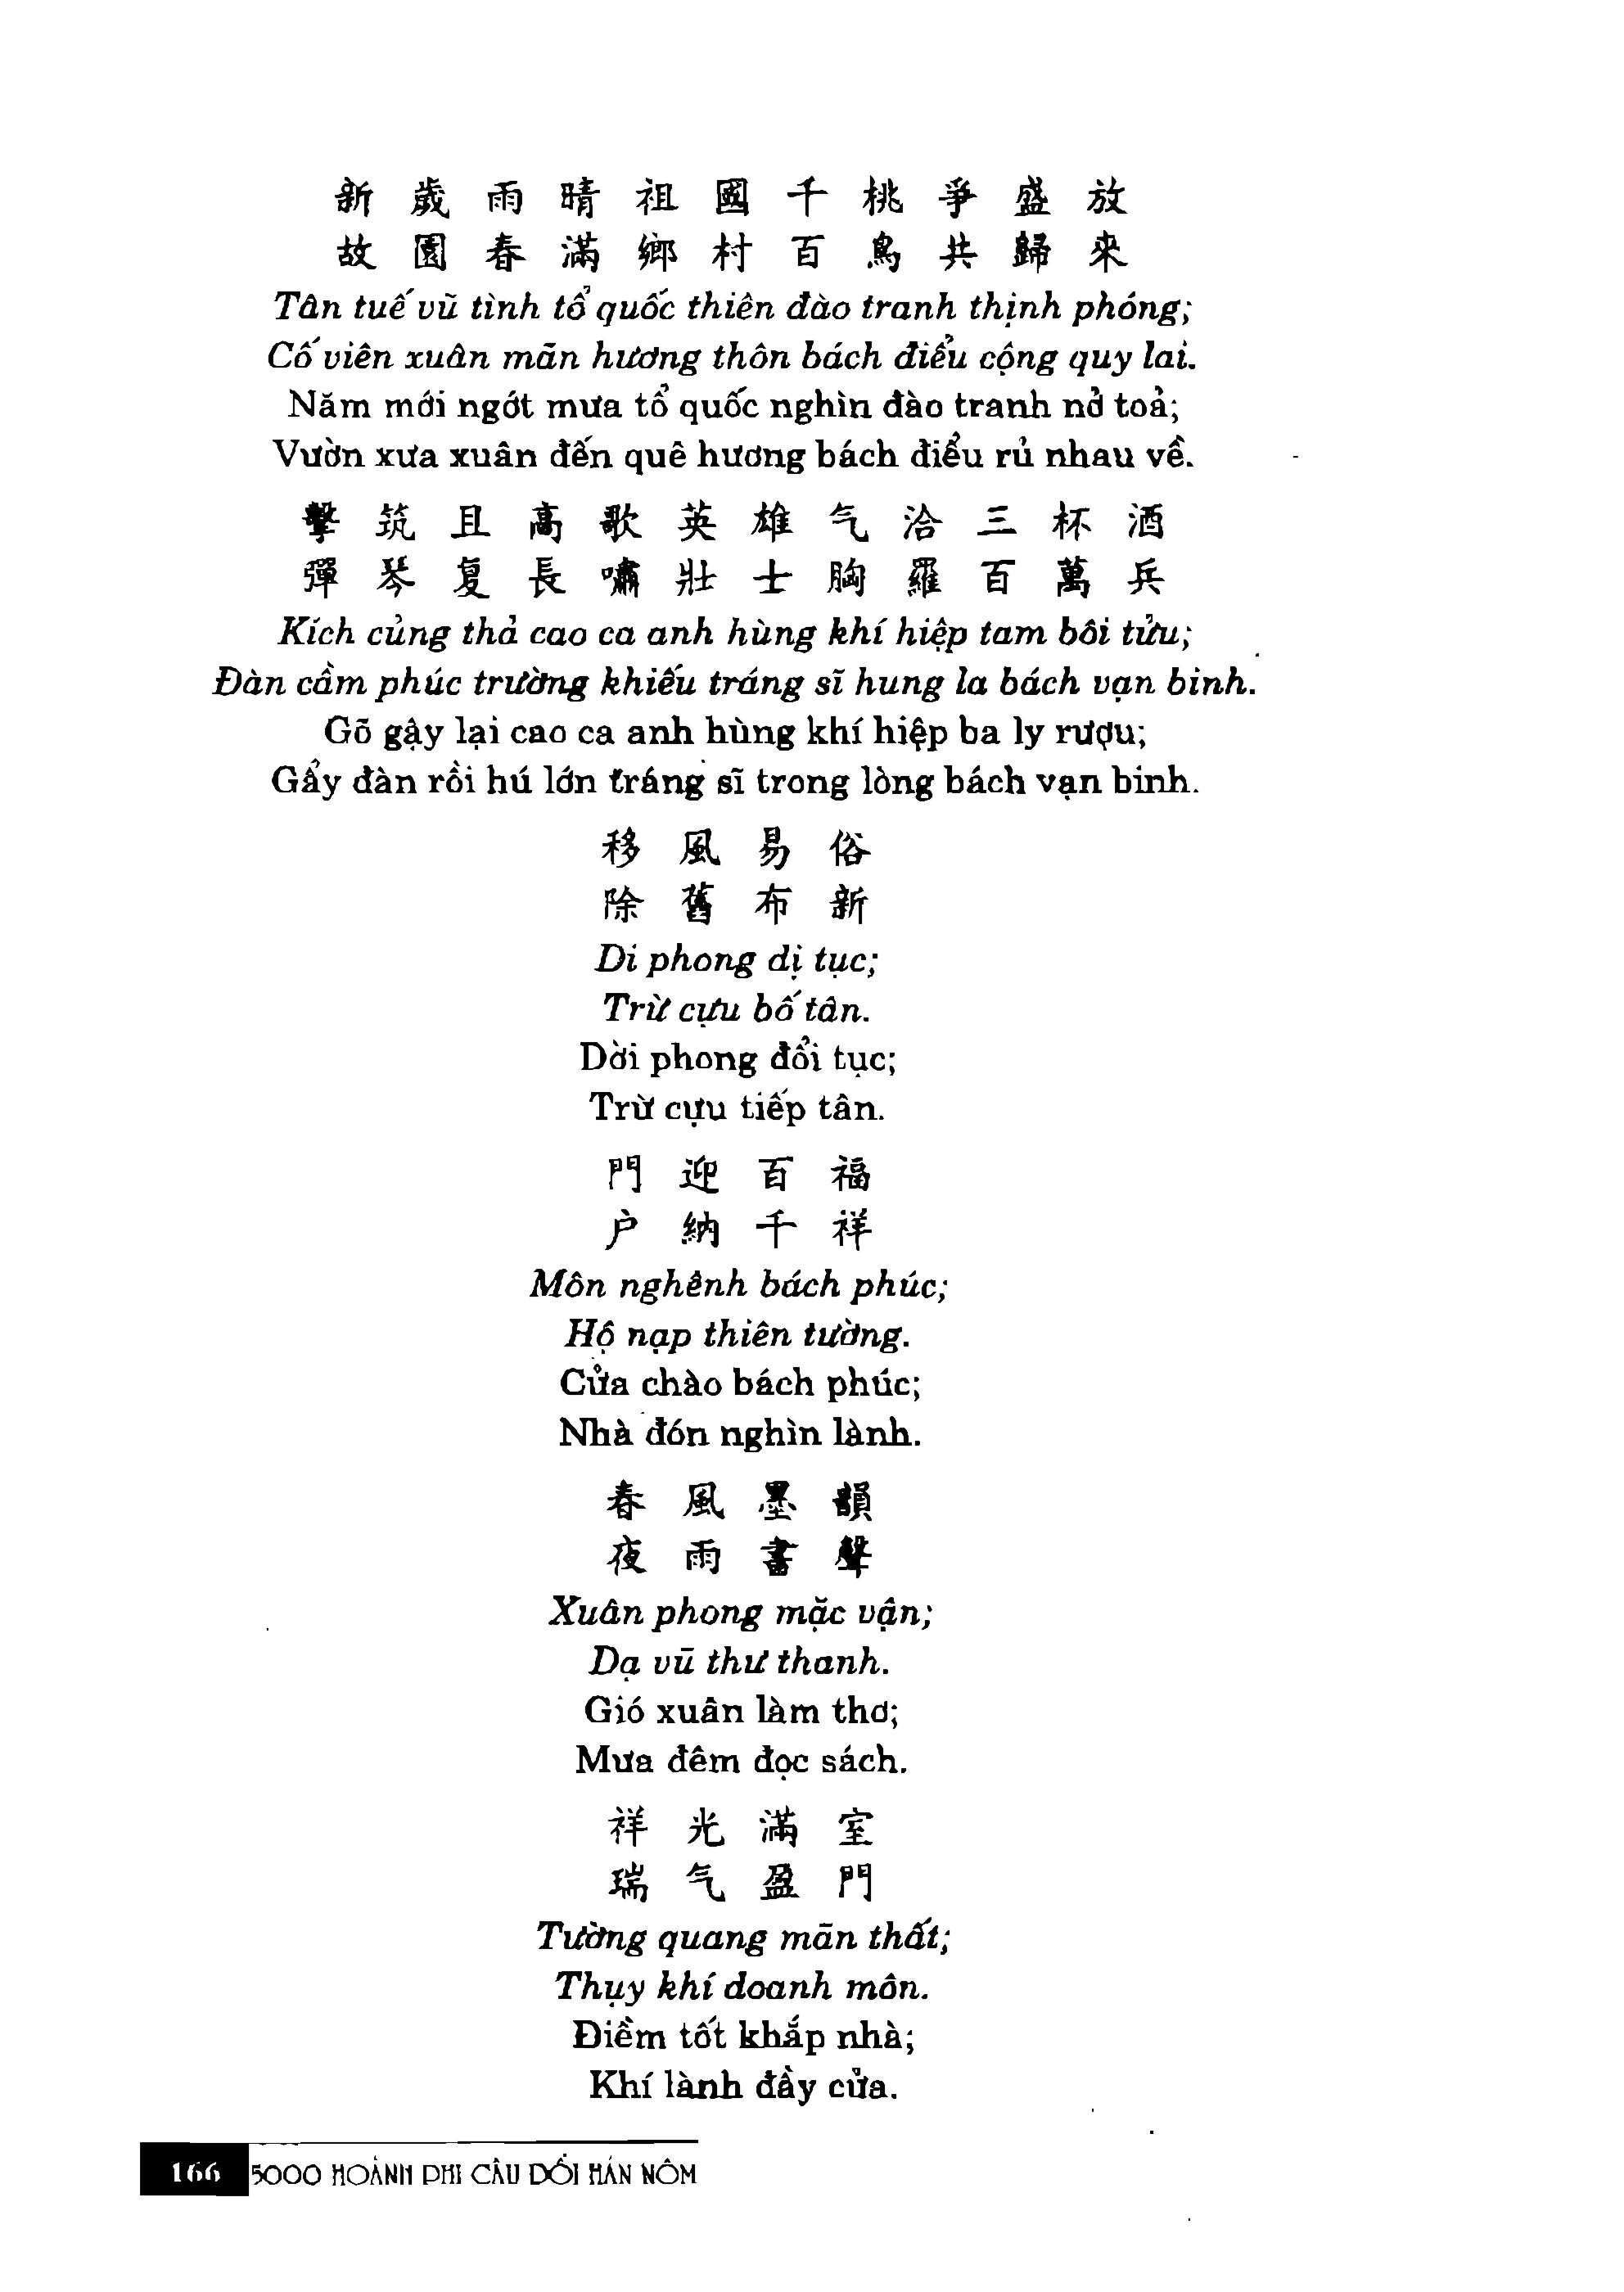 新歲雨晴祖國千桃爭盛放
故園春滿鄉村百鳥共歸來
Tân tuế vũ tình tổ quốc thiên đào tranh thịnh phóng;
Cố viên xuân mãn hương thôn bách điểu cộng quy lai.
Năm mới ngớt mưa tổ quốc nghìn đào tranh nở toả;
Vườn xưa xuân đến quê hương bách điểu rủ nhau về.
擊筑且高歌英雄气洽三杯酒
彈琴复長嘯壯士胸羅百萬兵
Kích củng thả cao ca anh hùng khí hiệp tam bôi tửu;
Đàn cầm phúc trường khiếu tráng sĩ hung la bách vạn binh.
Gõ gậy lại cao ca anh hùng khí hiệp ba ly rượu;
Gẩy đàn rồi hú lớn tráng sĩ trong lòng bách vạn binh.
移風易俗
除舊布新
Di phong dị tục;
Trừ cựu bố tân.
Dời phong đổi tục;
Trừ cựu tiếp tân.
門迎百福
户納千祥
Môn nghênh bách phúc;
Hộ nạp thiên tường.
Cửa chào bách phúc;
Nhà đón nghìn lành.
春風墨韻
夜雨書聲
Xuân phong mặc vận;
Dạ vũ thư thanh.
Gió xuân làm thơ;
Mưa đêm đọc sách.
祥光滿室
瑞气盈門
Tường quang mãn thất;
Thụy khí doanh môn.
Điềm tốt khắp nhà;
Khí lành đầy cửa.
166 5000 HOÀNH PHI CÂU ĐỐI HÁN NÔM